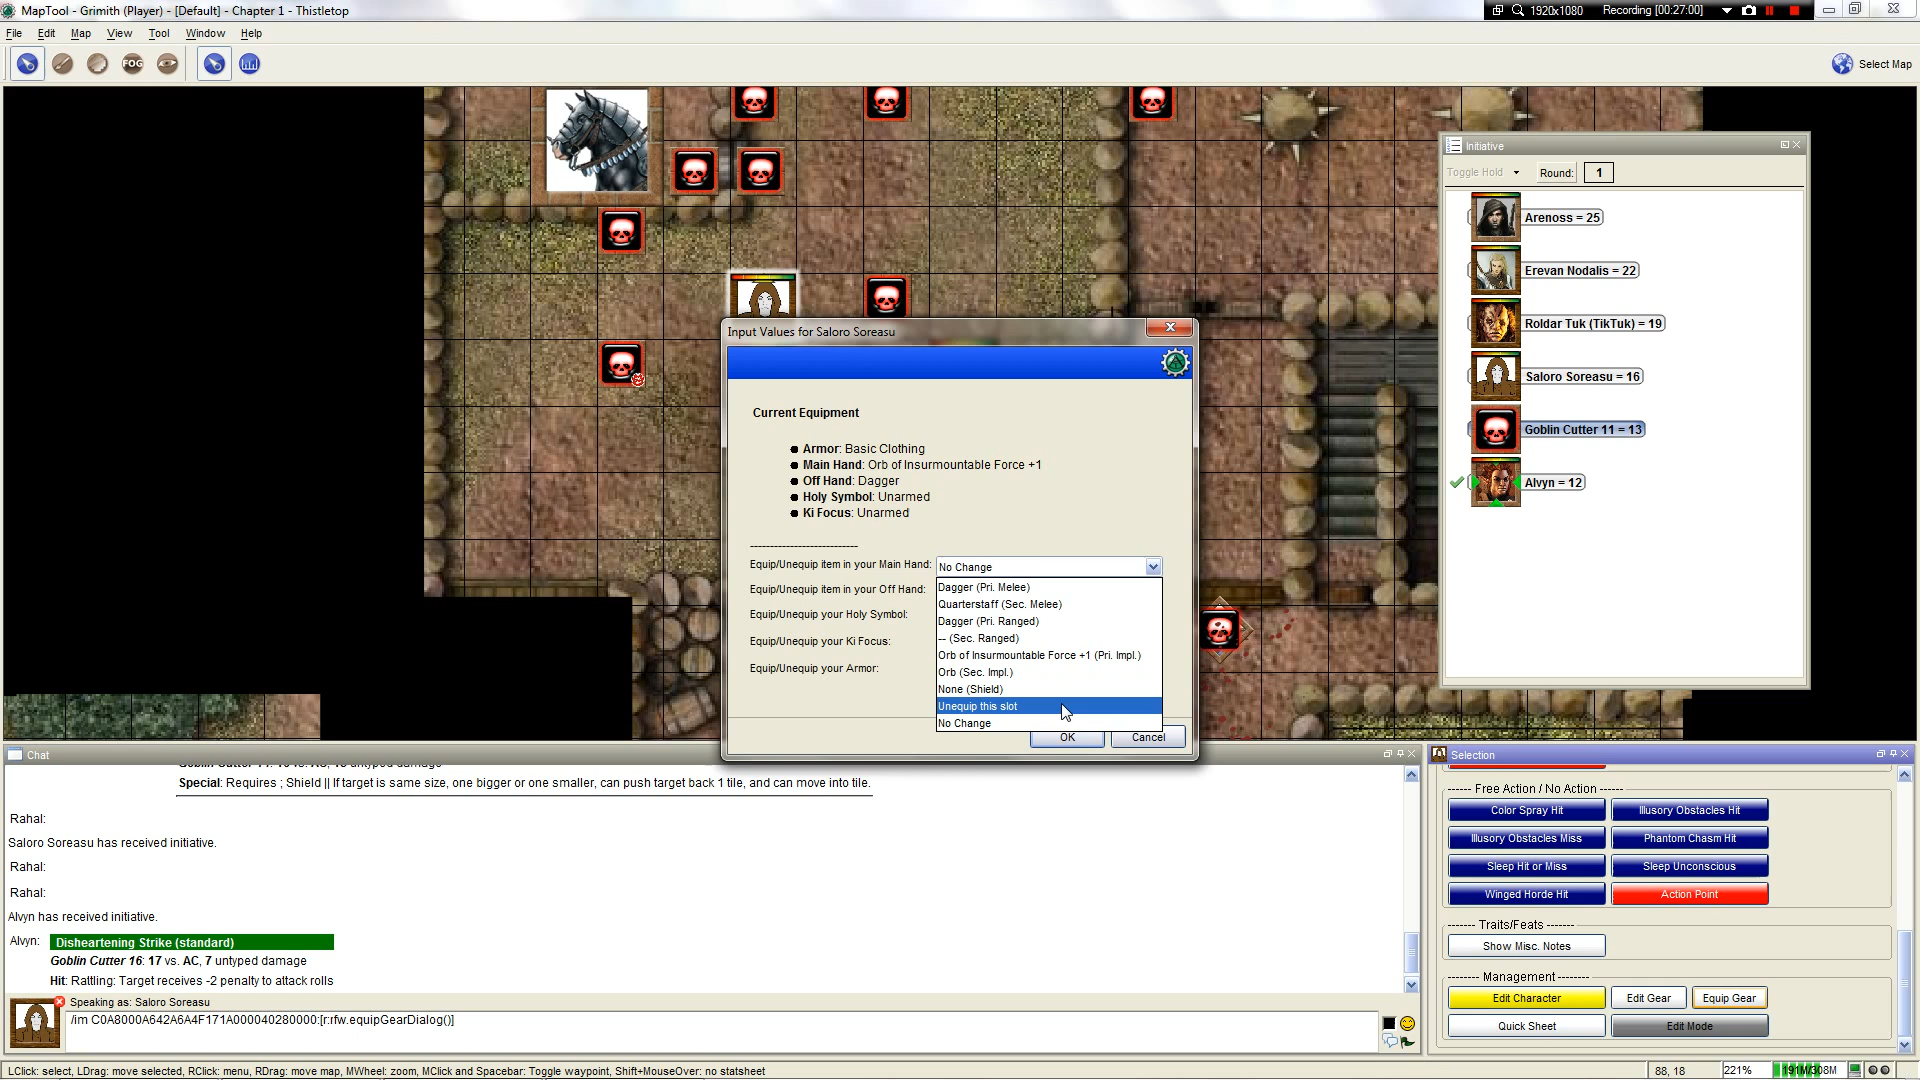 MapTool - Grimith (Player) - [Default] - Chapter 1 - Thistletop
1920x1080 Recording [00:27:00]
File Edit Map View Tool Window Help
FOG
Select Map
Initiative
Toggle Hold Round: 1
Arenoss = 25
Erevan Nodalis = 22
Roldar Tuk (TikTuk) = 19
Saloro Soreasu = 16
Goblin Cutter 11 = 13
Alvyn = 12
Input Values for Saloro Soreasu
Current Equipment
Armor: Basic Clothing
Main Hand: Orb of Insurmountable Force +1
Off Hand: Dagger
Holy Symbol: Unarmed
Ki Focus: Unarmed
---------------------------
Equip/Unequip item in your Main Hand: No Change
Equip/Unequip item in your Off Hand:
Equip/Unequip your Holy Symbol:
Equip/Unequip your Ki Focus:
Equip/Unequip your Armor:
Dagger (Pri. Melee)
Quarterstaff (Sec. Melee)
Dagger (Pri. Ranged)
-- (Sec. Ranged)
Orb of Insurmountable Force +1 (Pri. Impl.)
Orb (Sec. Impl.)
None (Shield)
Unequip this slot
No Change
OK Cancel
Chat
Special: Requires ; Shield || If target is same size, one bigger or one smaller, can push target back 1 tile, and can move into tile.
Rahal:
Saloro Soreasu has received initiative.
Rahal:
Rahal:
Alvyn has received initiative.
Alvyn: Disheartening Strike (standard)
Goblin Cutter 16: 17 vs. AC, 7 untyped damage
Hit: Rattling: Target receives -2 penalty to attack rolls
Speaking as: Saloro Soreasu
/im C0A8000A642A6A4F171A000040280000:[r:rfw.equipGearDialog()]
Selection
------ Free Action / No Action ------
Color Spray Hit Illusory Obstacles Hit
Illusory Obstacles Miss Phantom Chasm Hit
Sleep Hit or Miss Sleep Unconscious
Winged Horde Hit Action Point
------- Traits/Feats -------
Show Misc. Notes
------- Management --------
Edit Character Edit Gear Equip Gear
Quick Sheet Edit Mode
LClick: select, LDrag: move selected, RClick: menu, RDrag: move map, MWheel: zoom, MClick and Spacebar: Toggle waypoint, Shift+MouseOver: no statsheet
88, 18 221% 191M/308M